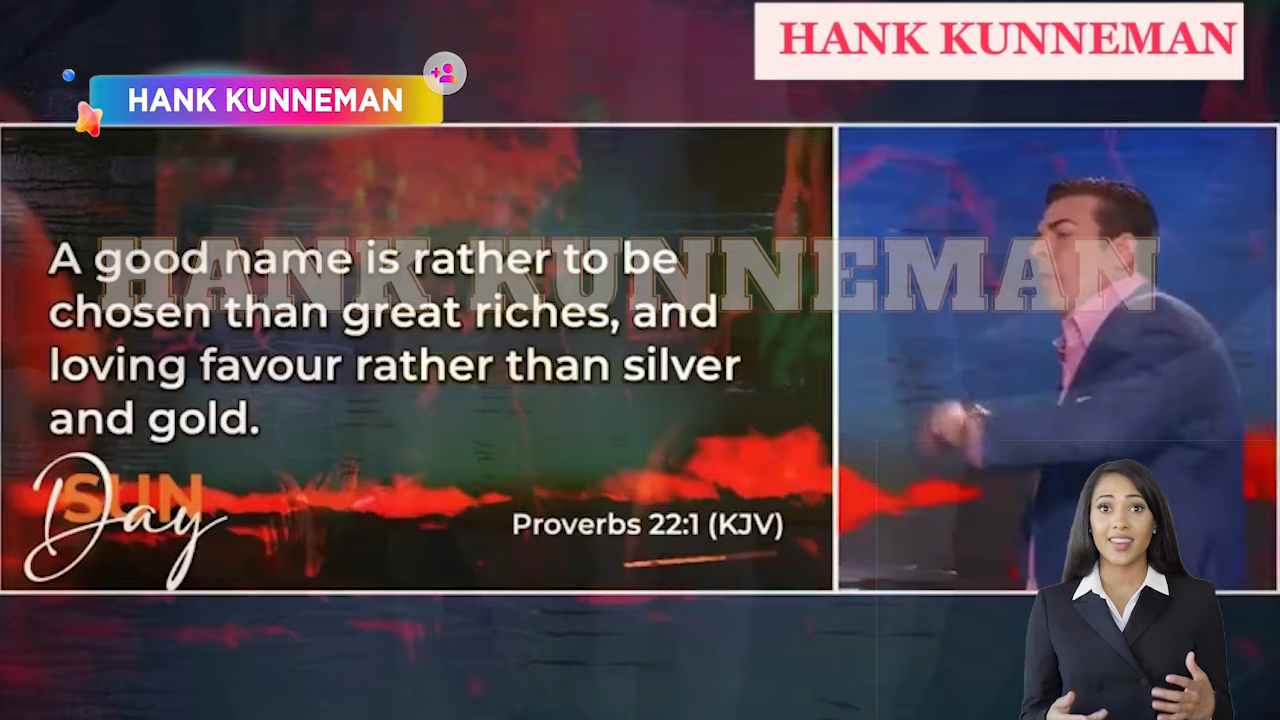 HANK KUNNEMAN
HANK KUNNEMAN
HANK KUNNEMAN
A good name is rather to be
chosen than great riches, and
loving favour rather than silver
and gold.
SUN
Day
Proverbs 22:1 (KJV)